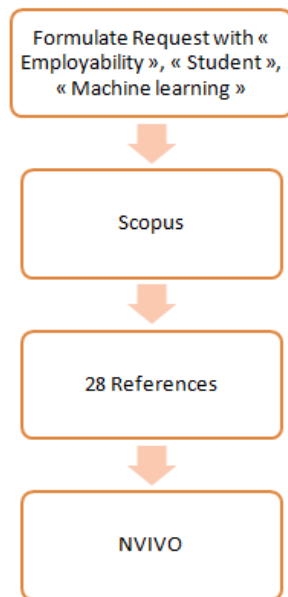 Formulate Request with «
Employability », « Student »,
« Machine learning »
Scopus
28 References
NVIVO